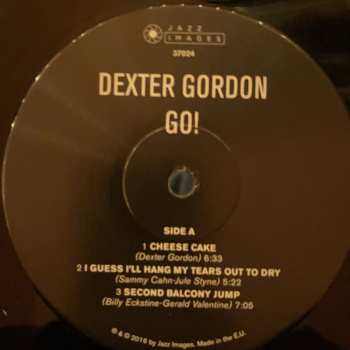 JAZZ
IMAGES
37024
DEXTER GORDON
GO!
SIDE A
1 CHEESE CAKE
(Dexter Gordon) 6:33
2 I GUESS I'LL HANG MY TEARS OUT TO DRY
(Sammy Cahn-Jule Styne) 5:22
3 SECOND BALCONY JUMP
(Billy Eckstine-Gerald Valentine) 7:05
℗ & © 2016 by Jazz Images. Made in the E.U.